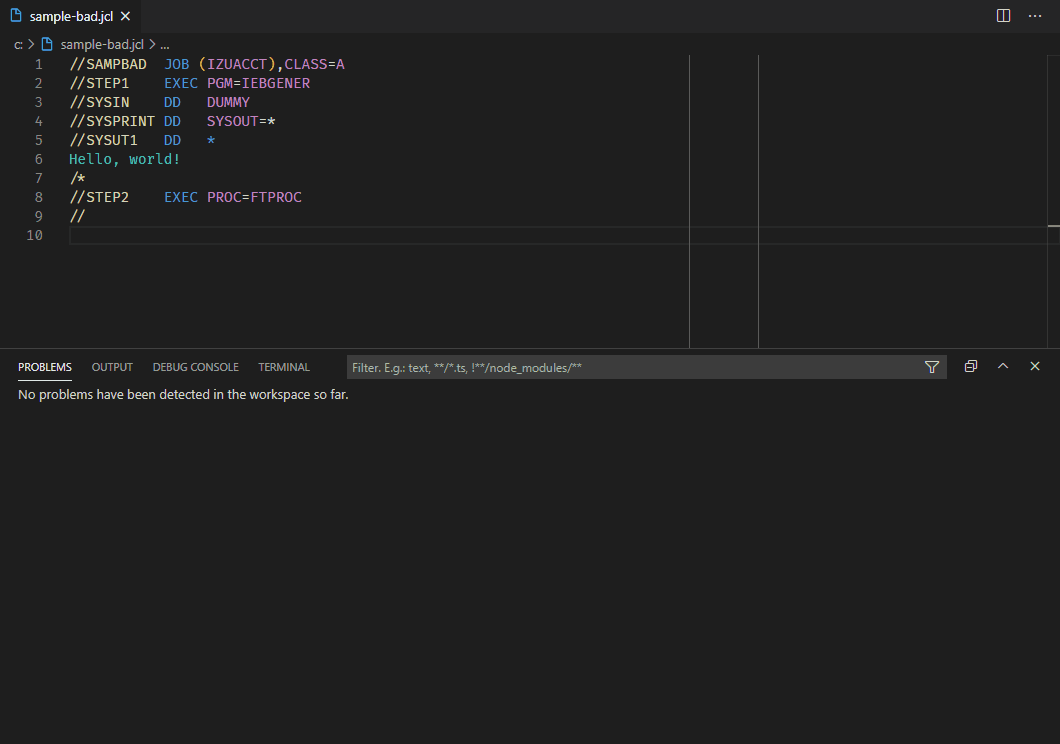 sample-bad.jcl
c: > sample-bad.jcl > ...
1 //SAMPBAD  JOB (IZUACCT),CLASS=A
2 //STEP1    EXEC PGM=IEBGENER
3 //SYSIN    DD   DUMMY
4 //SYSPRINT DD   SYSOUT=*
5 //SYSUT1   DD   *
6 Hello, world!
7 /*
8 //STEP2    EXEC PROC=FTPROC
9 //
10
PROBLEMS OUTPUT DEBUG CONSOLE TERMINAL Filter. E.g.: text, **/*.ts, !**/node_modules/**
No problems have been detected in the workspace so far.